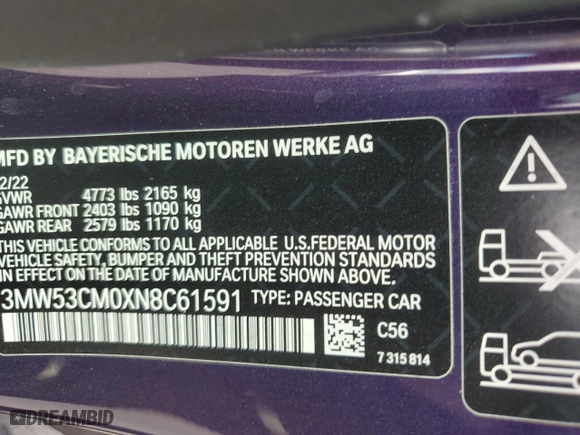 MFD BY BAYERISCHE MOTOREN WERKE AG
2/22
GVWR 4773 lbs 2165 kg
GAWR FRONT 2403 lbs 1090 kg
GAWR REAR 2579 lbs 1170 kg
THIS VEHICLE CONFORMS TO ALL APPLICABLE U.S.FEDERAL MOTOR
VEHICLE SAFETY, BUMPER AND THEFT PREVENTION STANDARDS
IN EFFECT ON THE DATE OF MANUFACTURE SHOWN ABOVE.
3MW53CM0XN8C61591 TYPE: PASSENGER CAR
C56
7 315 814
DREAMBID